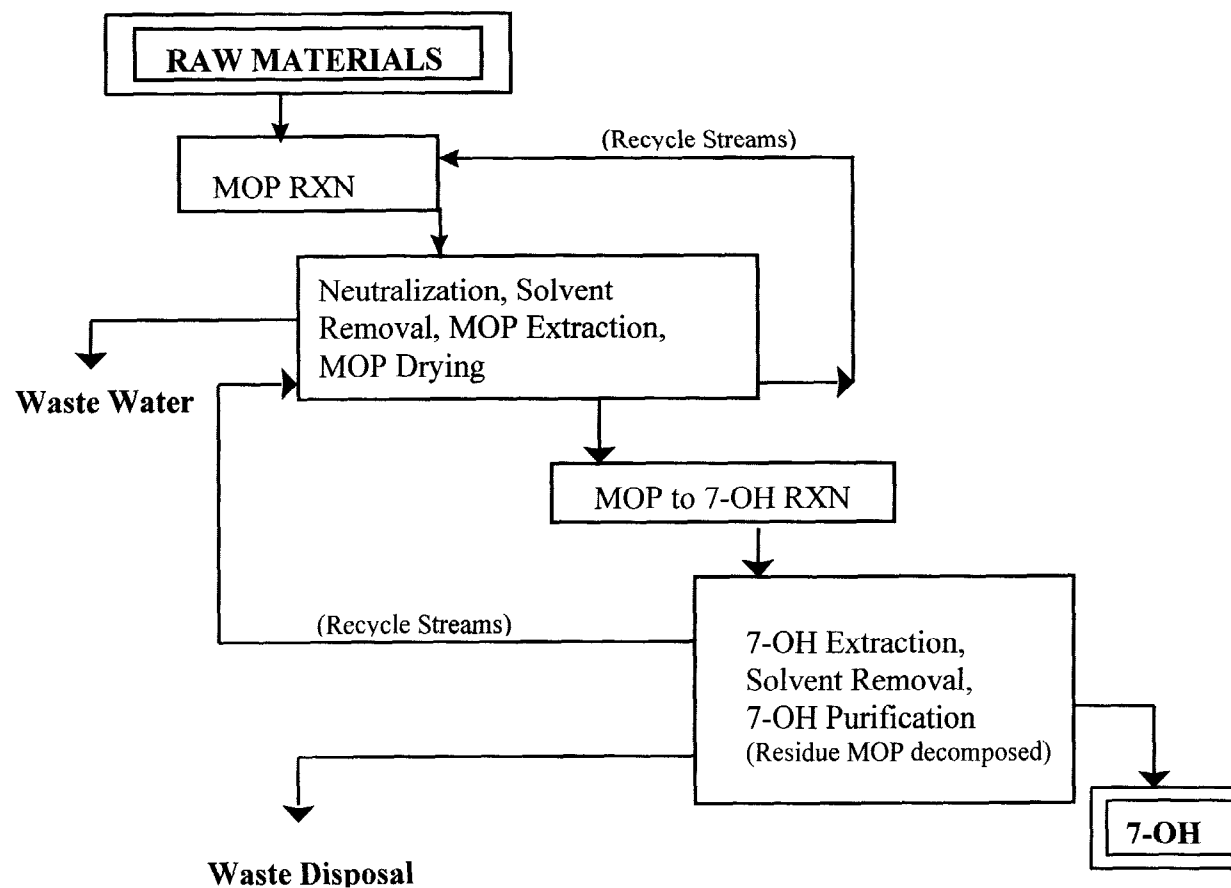 RAW MATERIALS
(Recycle Streams)
MOP RXN
Neutralization, Solvent
Removal, MOP Extraction,
MOP Drying
Waste Water
MOP to 7-OH RXN
(Recycle Streams)
7-OH Extraction,
Solvent Removal,
7-OH Purification
(Residue MOP decomposed)
7-OH
Waste Disposal